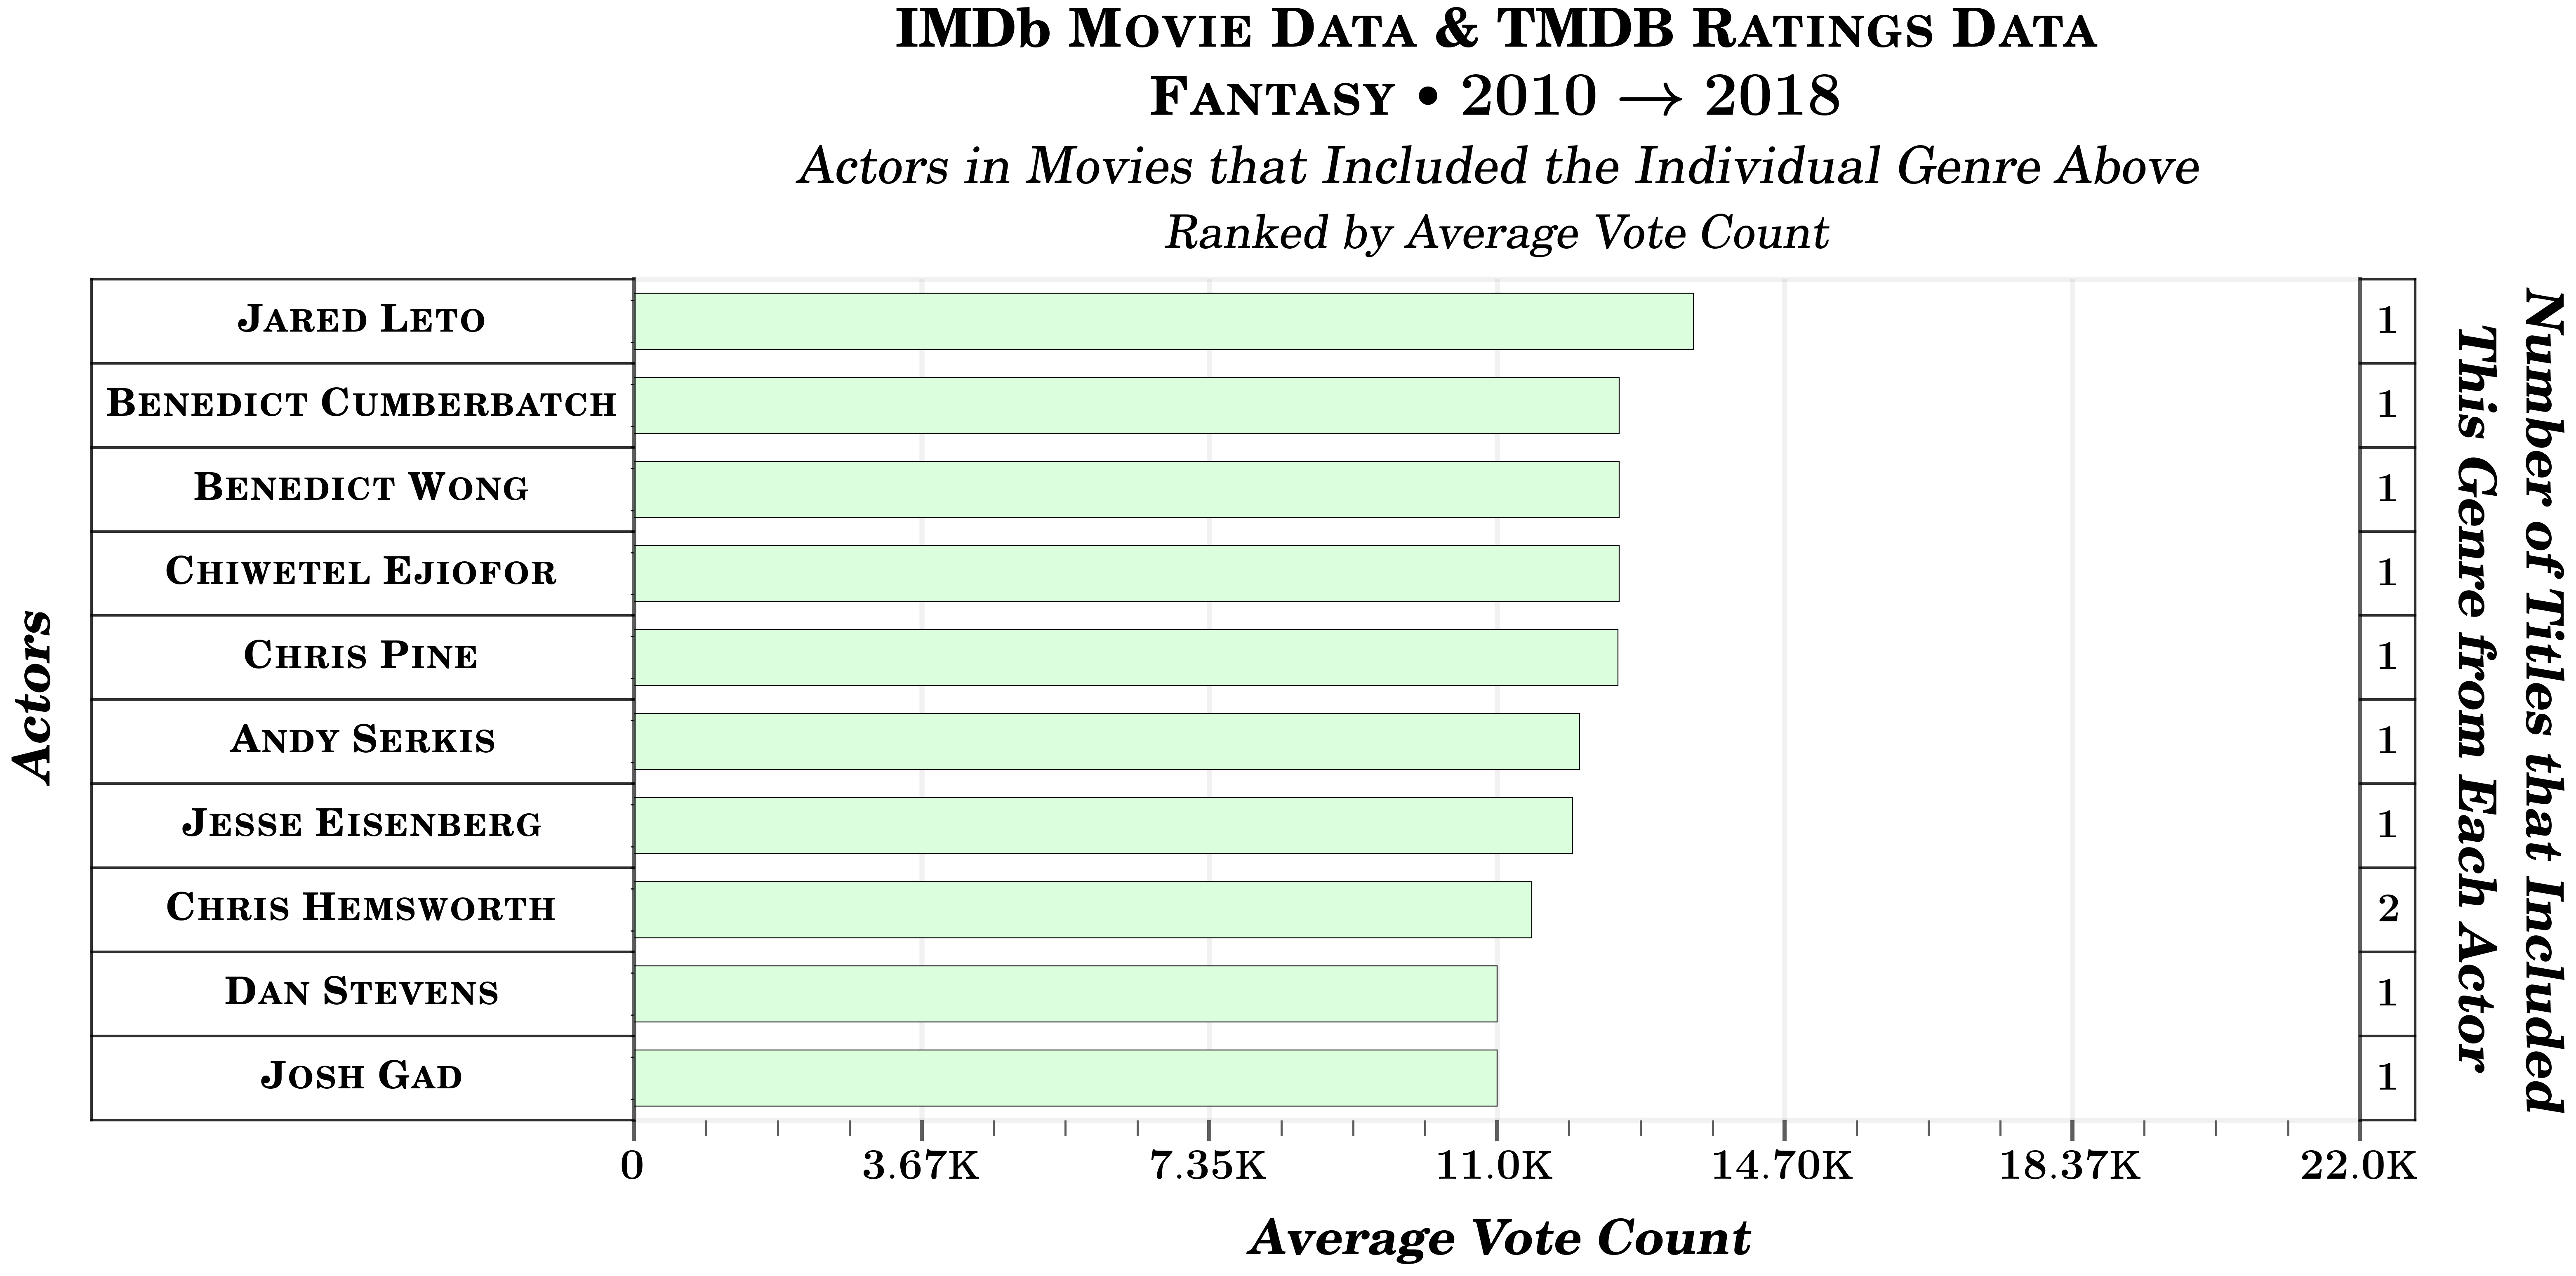 IMDb Movie Data & TMDB Ratings Data
Fantasy • 2010 → 2018
Actors in Movies that Included the Individual Genre Above
Ranked by Average Vote Count
Actors
Jared Leto 1
Benedict Cumberbatch 1
Benedict Wong 1
Chiwetel Ejiofor 1
Chris Pine 1
Andy Serkis 1
Jesse Eisenberg 1
Chris Hemsworth 2
Dan Stevens 1
Josh Gad 1
Number of Titles that Included
This Genre from Each Actor
0 3.67K 7.35K 11.0K 14.70K 18.37K 22.0K
Average Vote Count